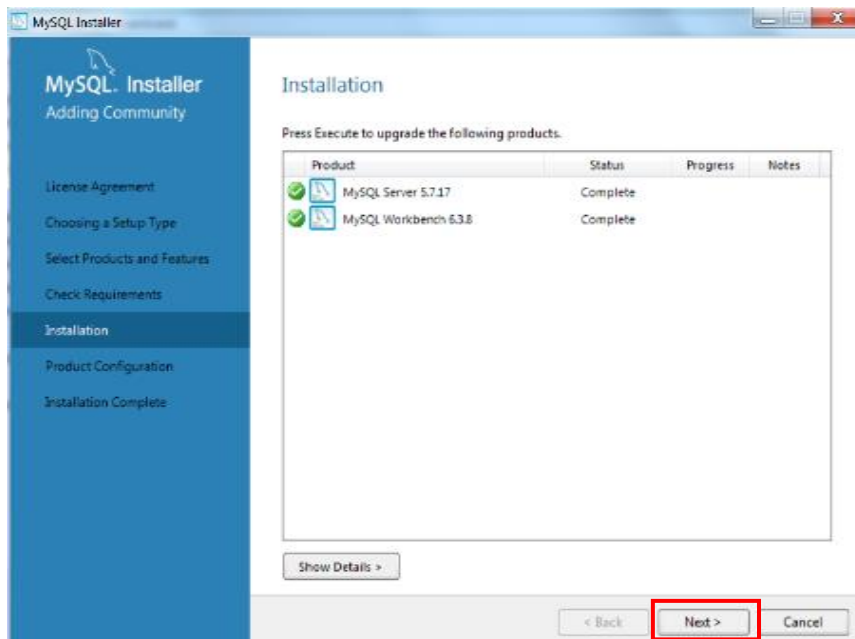 MySQL Installer
MySQL. Installer
Adding Community
License Agreement
Choosing a Setup Type
Select Products and Features
Check Requirements
Installation
Product Configuration
Installation Complete
Installation
Press Execute to upgrade the following products.
Product Status Progress Notes
MySQL Server 5.7.17 Complete
MySQL Workbench 6.3.8 Complete
Show Details >
< Back Next > Cancel